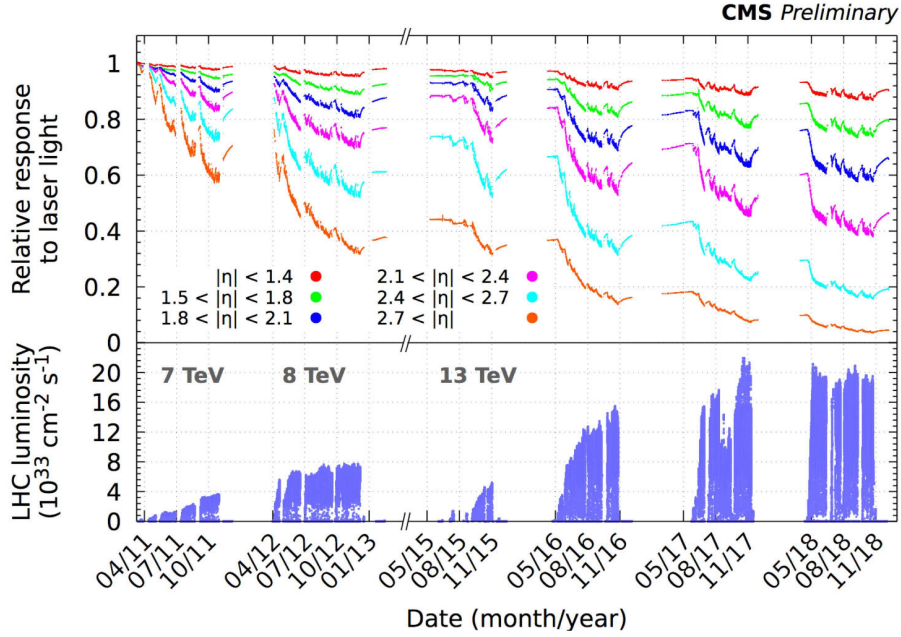 CMS Preliminary
Relative response
to laser light
1
0.8
0.6
0.4
0.2
0
|η| < 1.4
1.5 < |η| < 1.8
1.8 < |η| < 2.1
2.1 < |η| < 2.4
2.4 < |η| < 2.7
2.7 < |η|
LHC luminosity
(10³³ cm⁻² s⁻¹)
20
16
12
8
4
0
7 TeV
8 TeV
13 TeV
04/11
07/11
10/11
04/12
07/12
10/12
01/13
05/15
08/15
11/15
05/16
08/16
11/16
05/17
08/17
11/17
05/18
08/18
11/18
Date (month/year)